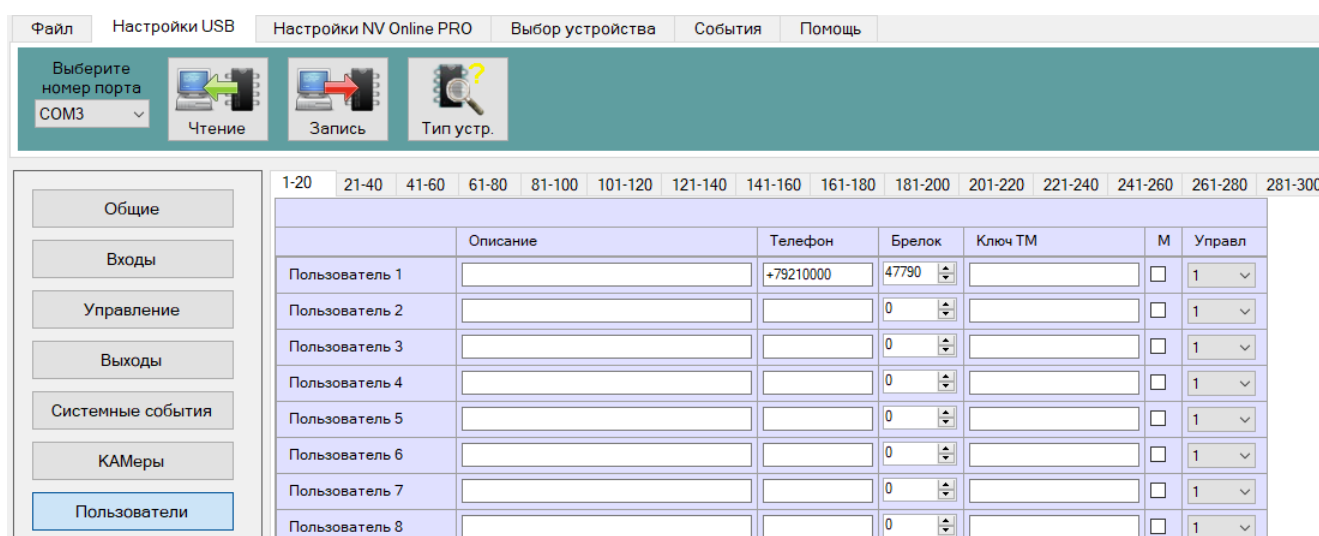 Файл Настройки USB Настройки NV Online PRO Выбор устройства События Помощь
Выберите
номер порта
COM3
Чтение Запись Тип устр.
1-20 21-40 41-60 61-80 81-100 101-120 121-140 141-160 161-180 181-200 201-220 221-240 241-260 261-280 281-300
Общие
Входы
Управление
Выходы
Системные события
КАМеры
Пользователи
Описание Телефон Брелок Ключ ТМ М Управл
Пользователь 1 +79210000 47790 1
Пользователь 2 0 1
Пользователь 3 0 1
Пользователь 4 0 1
Пользователь 5 0 1
Пользователь 6 0 1
Пользователь 7 0 1
Пользователь 8 0 1